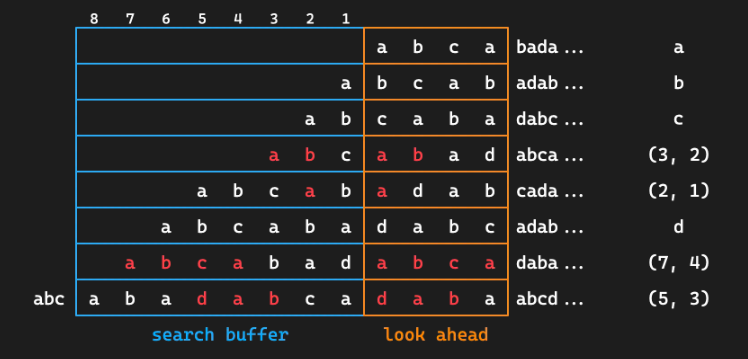 8 7 6 5 4 3 2 1
a b c a bada ... a
a b c a b adab ... b
a b c a b a dabc ... c
a b c a b a d abca ... (3, 2)
a b c a b a d a b cada ... (2, 1)
a b c a b a d a b c adab ... d
a b c a b a d a b c a daba ... (7, 4)
abc a b a d a b c a d a b a abcd ... (5, 3)
search buffer look ahead